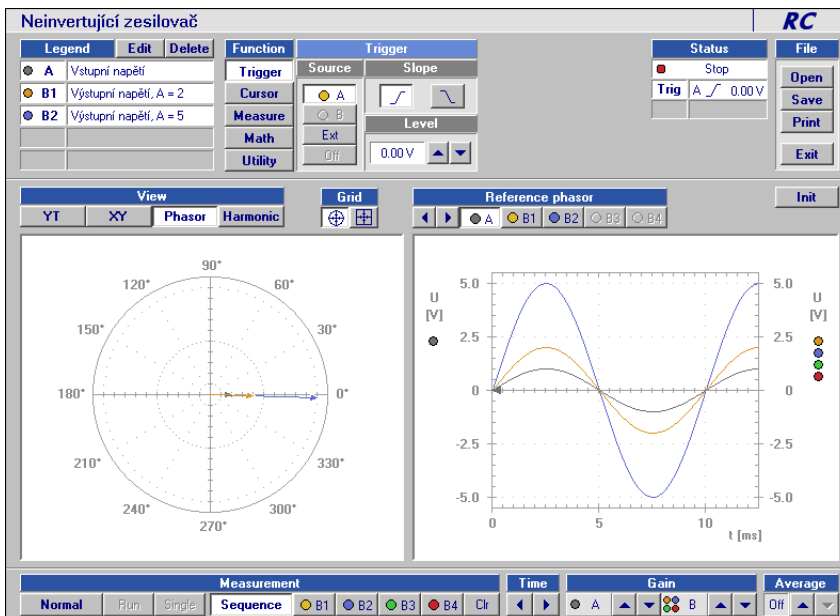 Neinvertující zesilovač
RC
Legend Edit Delete
A Vstupní napětí
B1 Výstupní napětí, A = 2
B2 Výstupní napětí, A = 5
Function
Trigger
Cursor
Measure
Math
Utility
Trigger
Source Slope
A
B
Ext
Off
Level
0.00 V
Status
Stop
Trig A 0.00 V
File
Open
Save
Print
Exit
View
YT XY Phasor Harmonic
Grid
Reference phasor
A B1 B2 B3 B4
Init
90°
120° 60°
150° 30°
180° 0°
210° 330°
240° 300°
270°
U
[V]
5.0
2.5
0
-2.5
-5.0
0 5 10
t [ms]
5.0
2.5
0
-2.5
-5.0
U
[V]
Measurement
Normal Run Single Sequence B1 B2 B3 B4 Clr
Time
Gain
A B
Average
Off